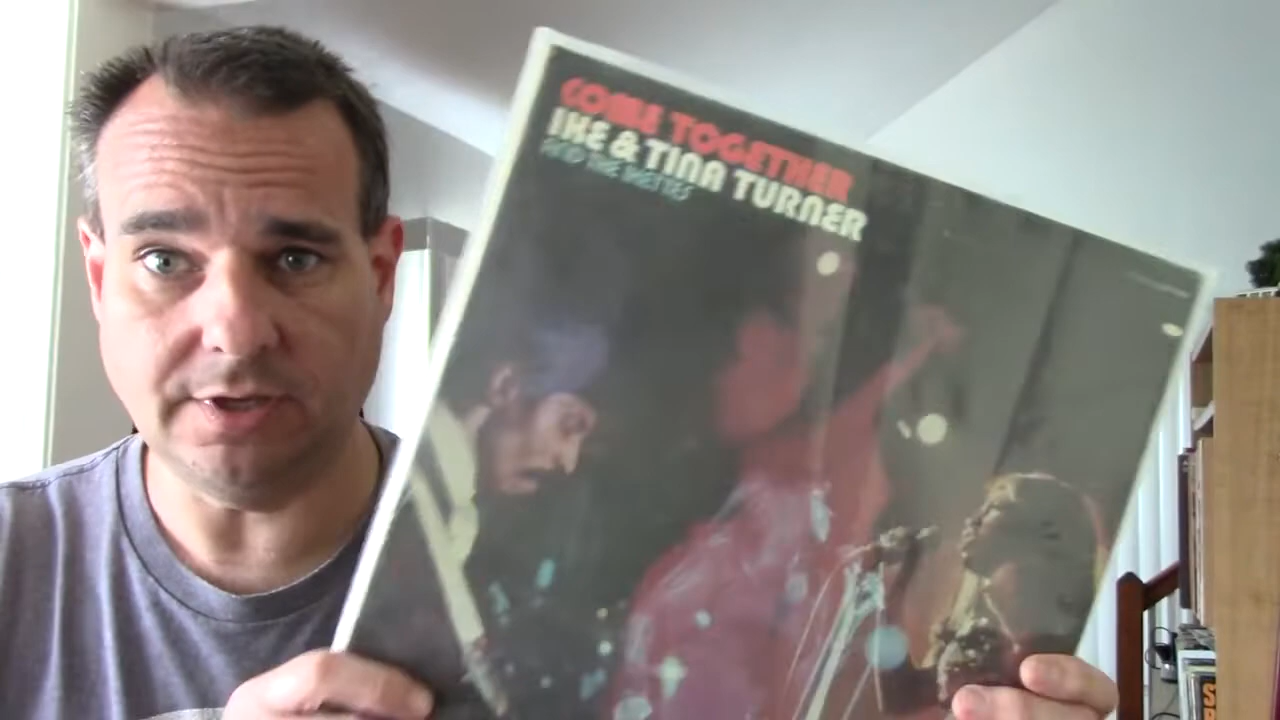 COME TOGETHER
IKE & TINA TURNER
AND THE IKETTES